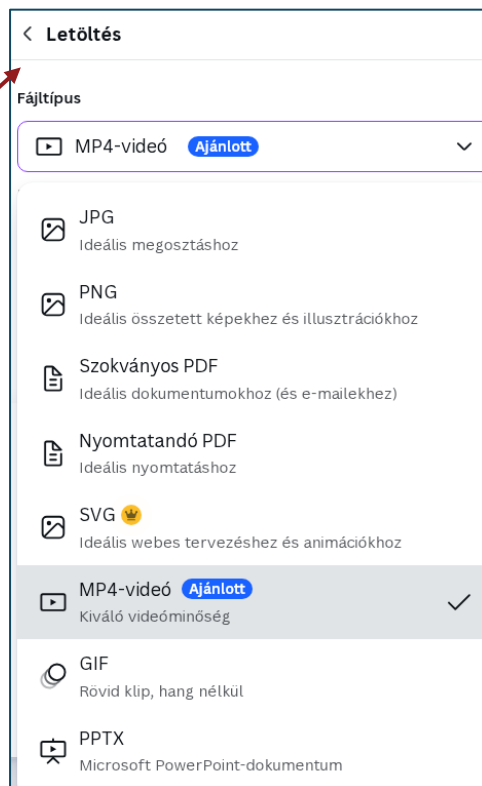 Letöltés
Fájltípus
MP4-videó Ajánlott
JPG
Ideális megosztáshoz
PNG
Ideális összetett képekhez és illusztrációkhoz
Szokványos PDF
Ideális dokumentumokhoz (és e-mailekhez)
Nyomtatandó PDF
Ideális nyomtatáshoz
SVG
Ideális webes tervezéshez és animációkhoz
MP4-videó Ajánlott
Kiváló videóminőség
GIF
Rövid klip, hang nélkül
PPTX
Microsoft PowerPoint-dokumentum